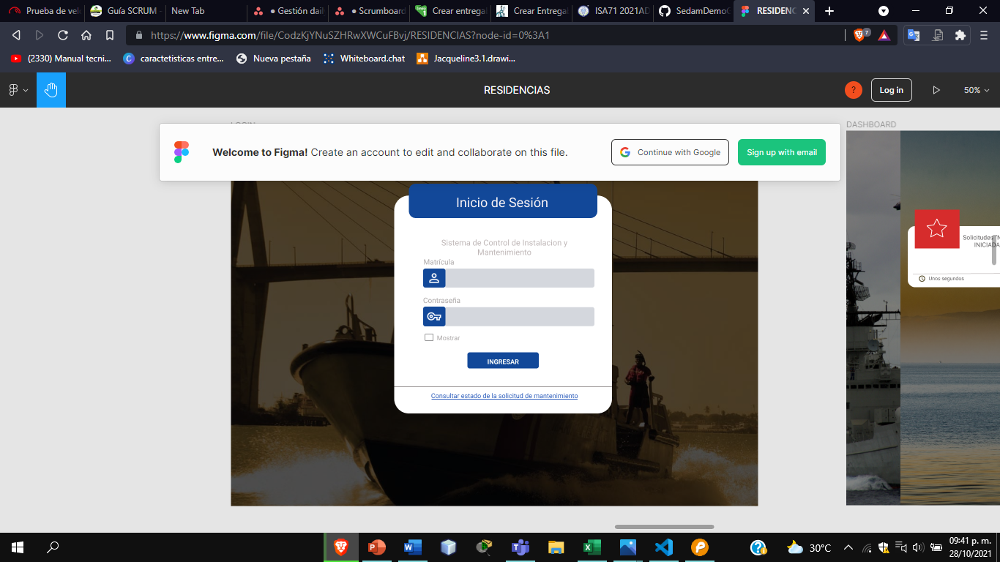 Prueba de vel
Guía SCRUM -
New Tab
● Gestión dail
● Scrumboard
Crear entregal
Crear Entregal
ISA71 2021AD
SedamDemo
RESIDENC
https://www.figma.com/file/CodzKjYNuSZHRwXWCuFBvj/RESIDENCIAS?node-id=0%3A1
7
(2330) Manual tecni...
caractetisticas entre...
Nueva pestaña
Whiteboard.chat
Jacqueline3.1.drawi...
RESIDENCIAS
?
Log in
50%
LOGIN
DASHBOARD
Welcome to Figma! Create an account to edit and collaborate on this file.
Continue with Google
Sign up with email
Inicio de Sesión
Sistema de Control de Instalacion y
Mantenimiento
Matrícula
Contraseña
Mostrar
INGRESAR
Consultar estado de la solicitud de mantenimiento
Solicitudes "N
INICIADA
Unos segundos
30°C
09:41 p. m.
28/10/2021